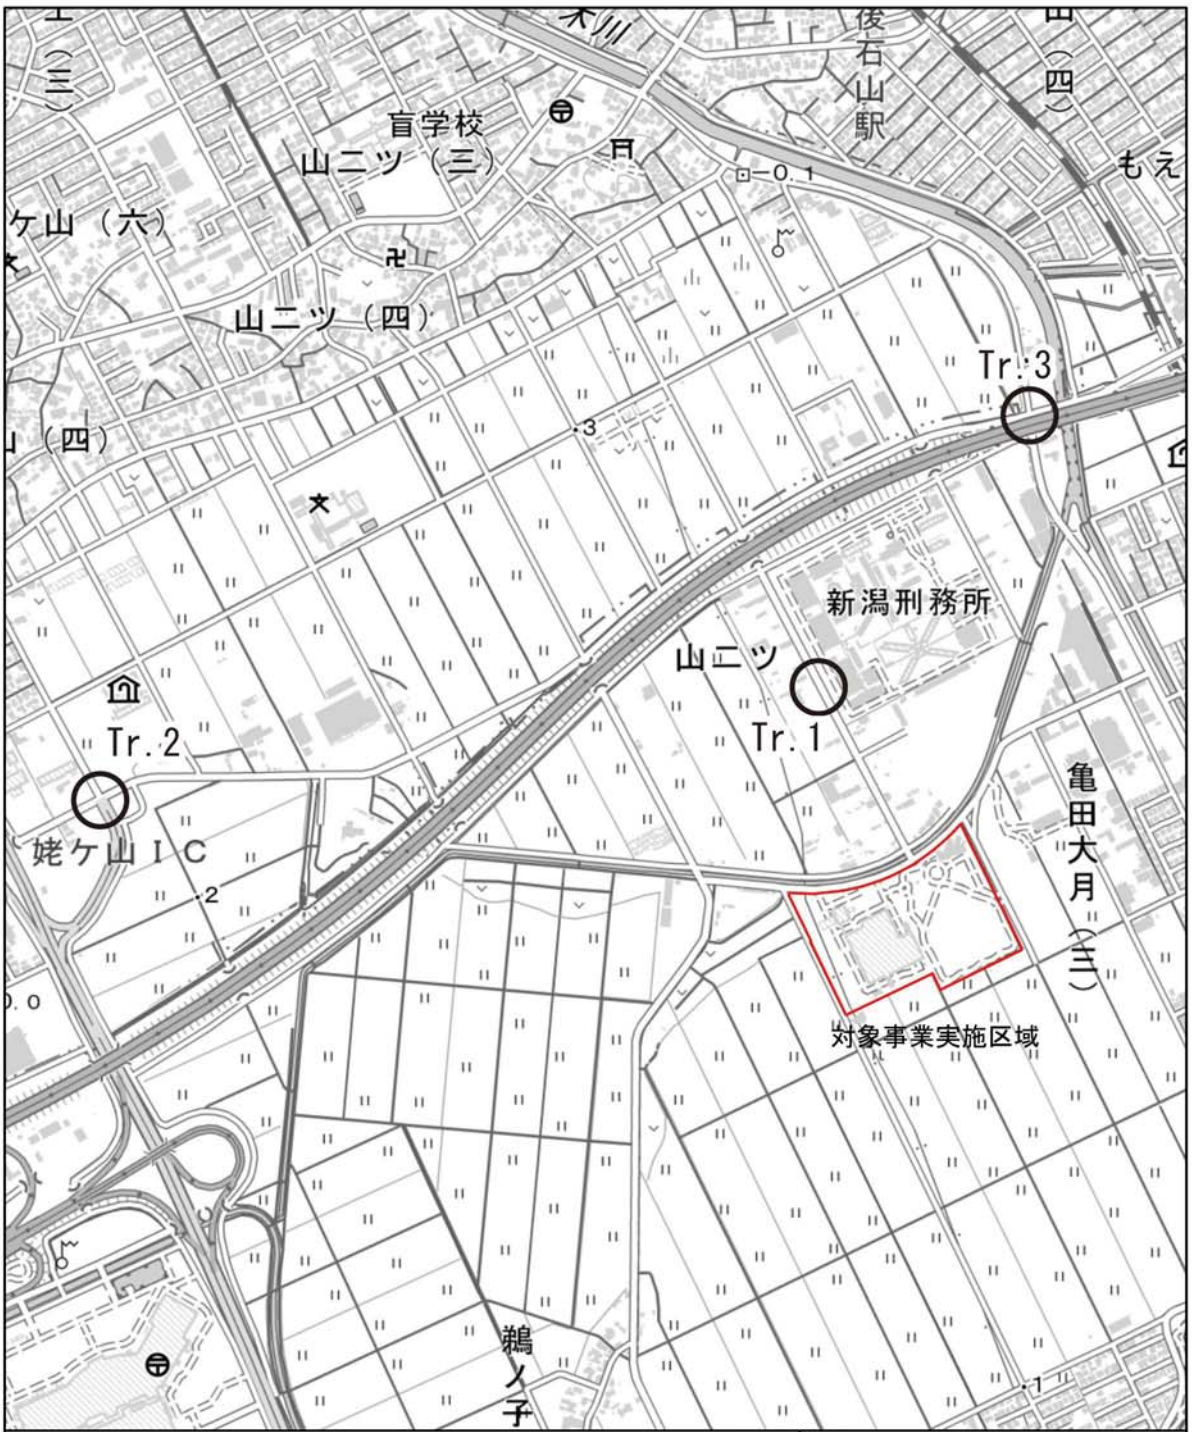 木川
後石山駅
(三)
山 (四)
盲学校
山二ツ (三)
-0.1
もえ
ケ山 (六)
山二ツ (四)
Tr.3
(四)
・3
新潟刑務所
山二ツ
Tr.2
Tr.1
亀田大月(三)
姥ケ山IC
・2
0.0
対象事業実施区域
鵜ノ子
・1